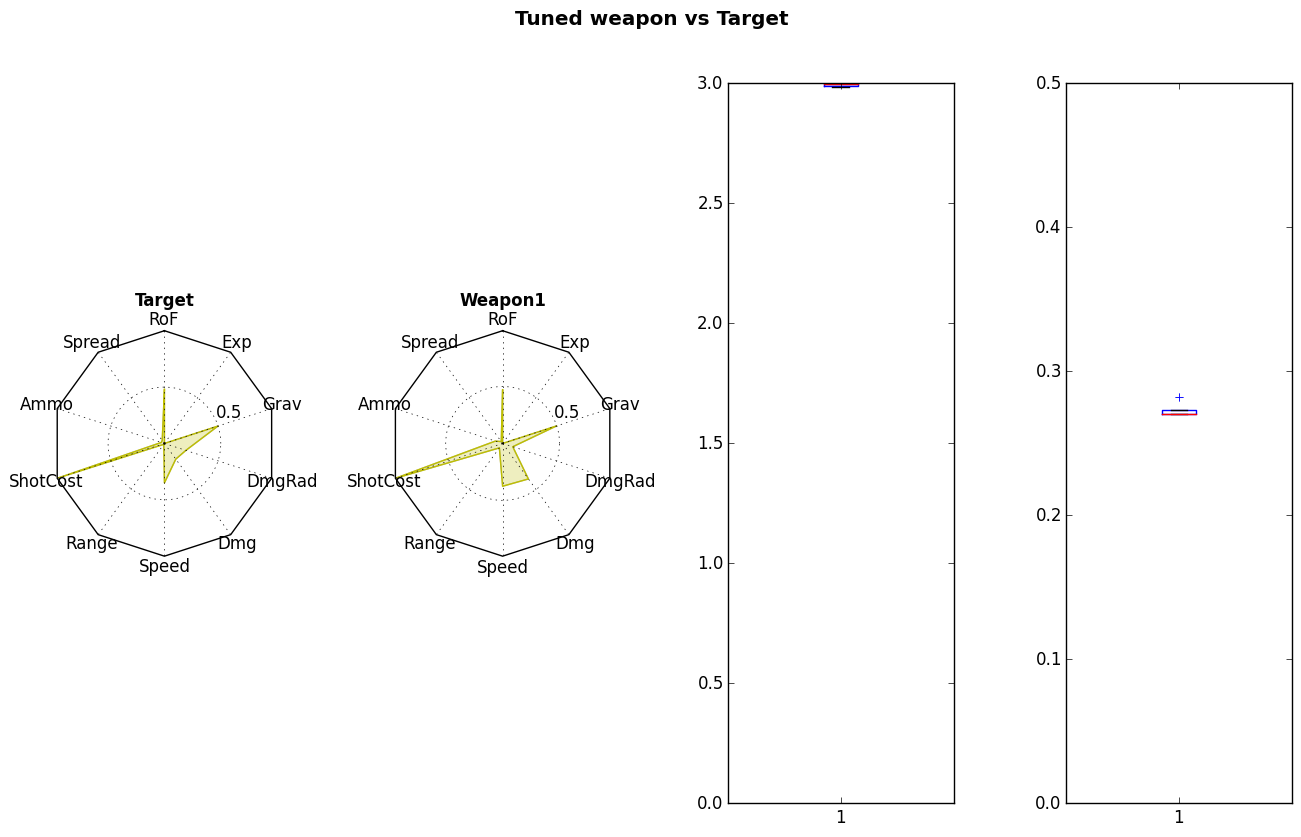 Tuned weapon vs Target
Target
RoF
Exp
Grav
DmgRad
Dmg
Speed
Range
ShotCost
Ammo
Spread
0.5
Weapon1
RoF
Exp
Grav
DmgRad
Dmg
Speed
Range
ShotCost
Ammo
Spread
0.5
3.0
2.5
2.0
1.5
1.0
0.5
0.0
1
0.5
0.4
0.3
0.2
0.1
0.0
1